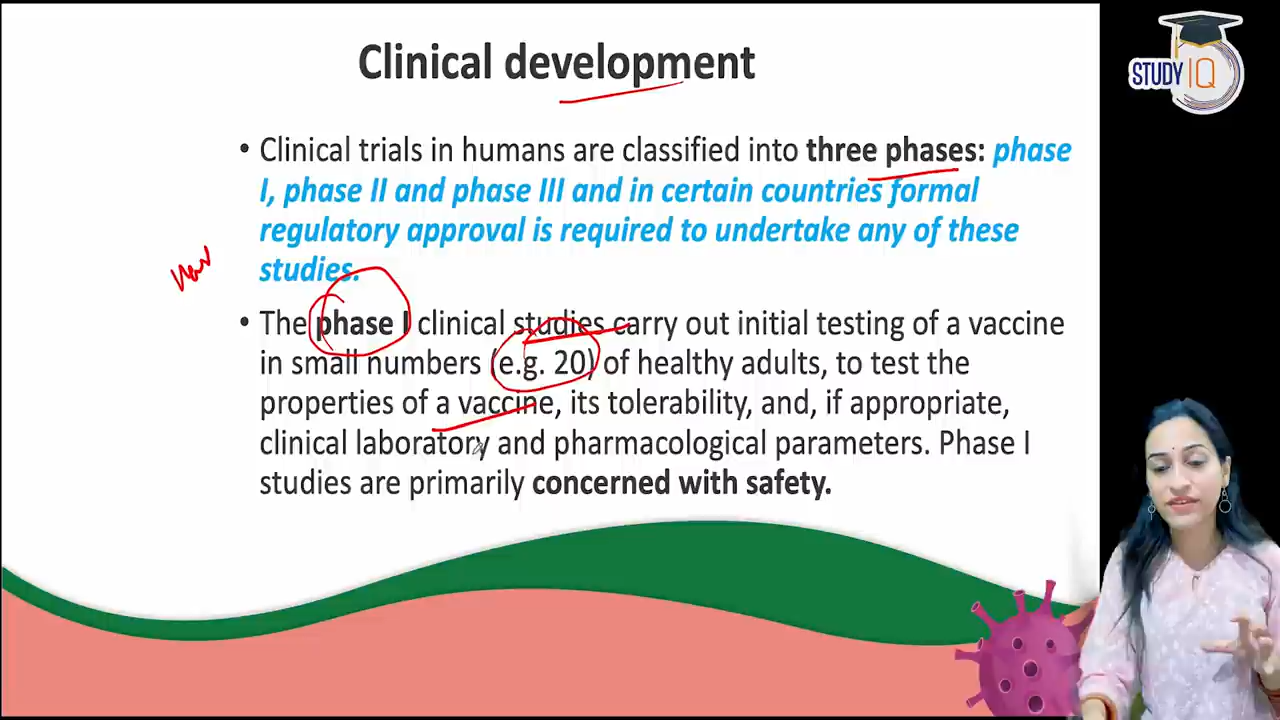 Clinical development
• Clinical trials in humans are classified into three phases: phase
I, phase II and phase III and in certain countries formal
regulatory approval is required to undertake any of these
studies.
• The phase I clinical studies carry out initial testing of a vaccine
in small numbers (e.g. 20) of healthy adults, to test the
properties of a vaccine, its tolerability, and, if appropriate,
clinical laboratory and pharmacological parameters. Phase I
studies are primarily concerned with safety.
STUDY IQ